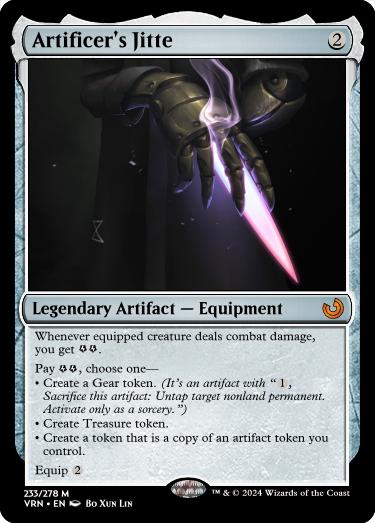 Artificer's Jitte 2
Legendary Artifact — Equipment
Whenever equipped creature deals combat damage,
you get.
Pay, choose one—
• Create a Gear token. (It's an artifact with “1,
Sacrifice this artifact: Untap target nonland permanent.
Activate only as a sorcery.”)
• Create Treasure token.
• Create a token that is a copy of an artifact token you
control.
Equip 2
233/278 M
VRN • EN Bo Xun Lin
™ & © 2024 Wizards of the Coast